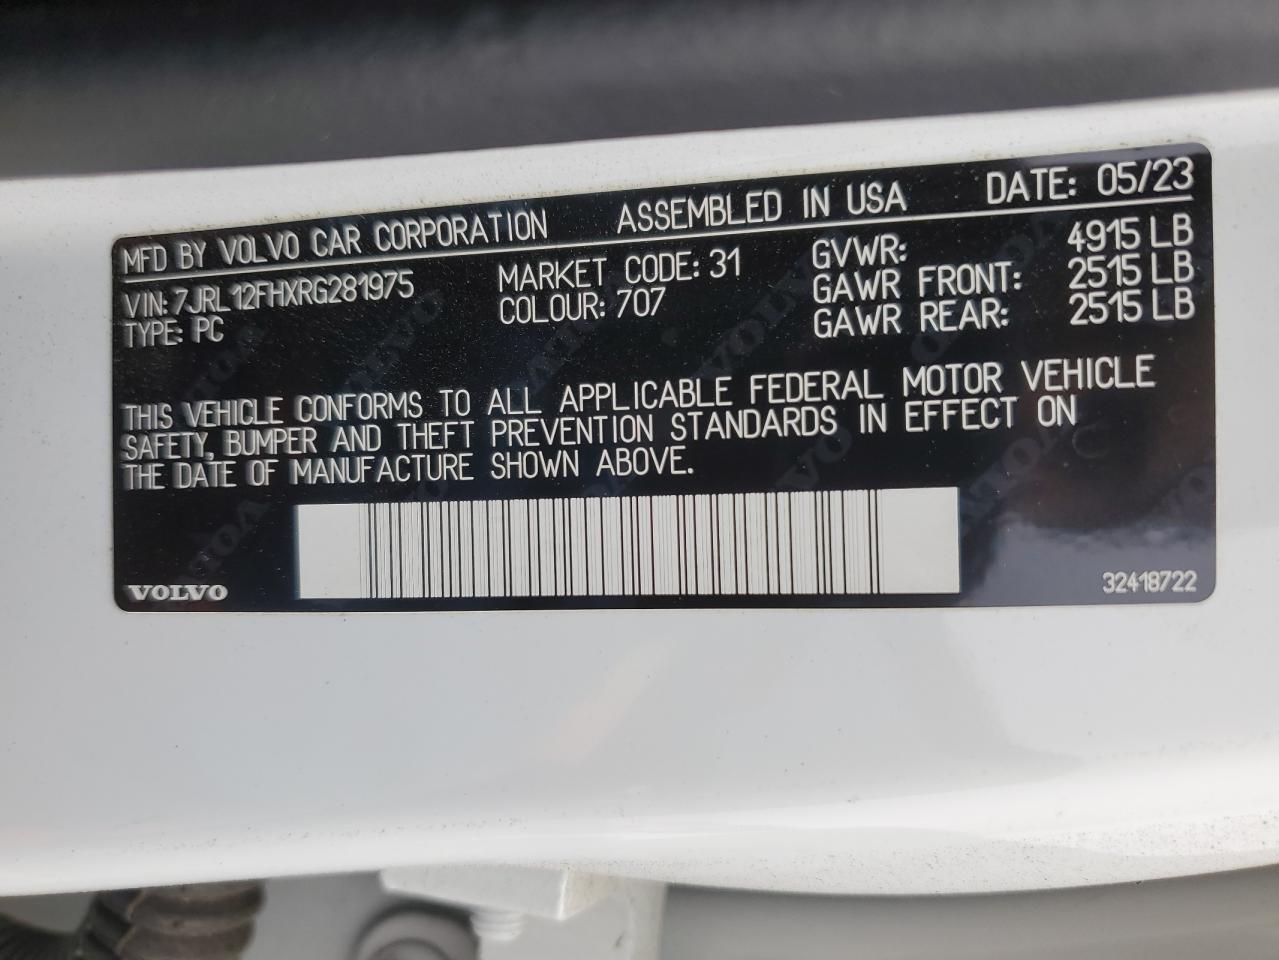 MFD BY VOLVO CAR CORPORATION ASSEMBLED IN USA DATE: 05/23
VIN: 7JRL12FHXRG281975 MARKET CODE: 31 GVWR: 4915 LB
TYPE: PC COLOUR: 707 GAWR FRONT: 2515 LB
GAWR REAR: 2515 LB
THIS VEHICLE CONFORMS TO ALL APPLICABLE FEDERAL MOTOR VEHICLE
SAFETY, BUMPER AND THEFT PREVENTION STANDARDS IN EFFECT ON
THE DATE OF MANUFACTURE SHOWN ABOVE.
VOLVO 32418722